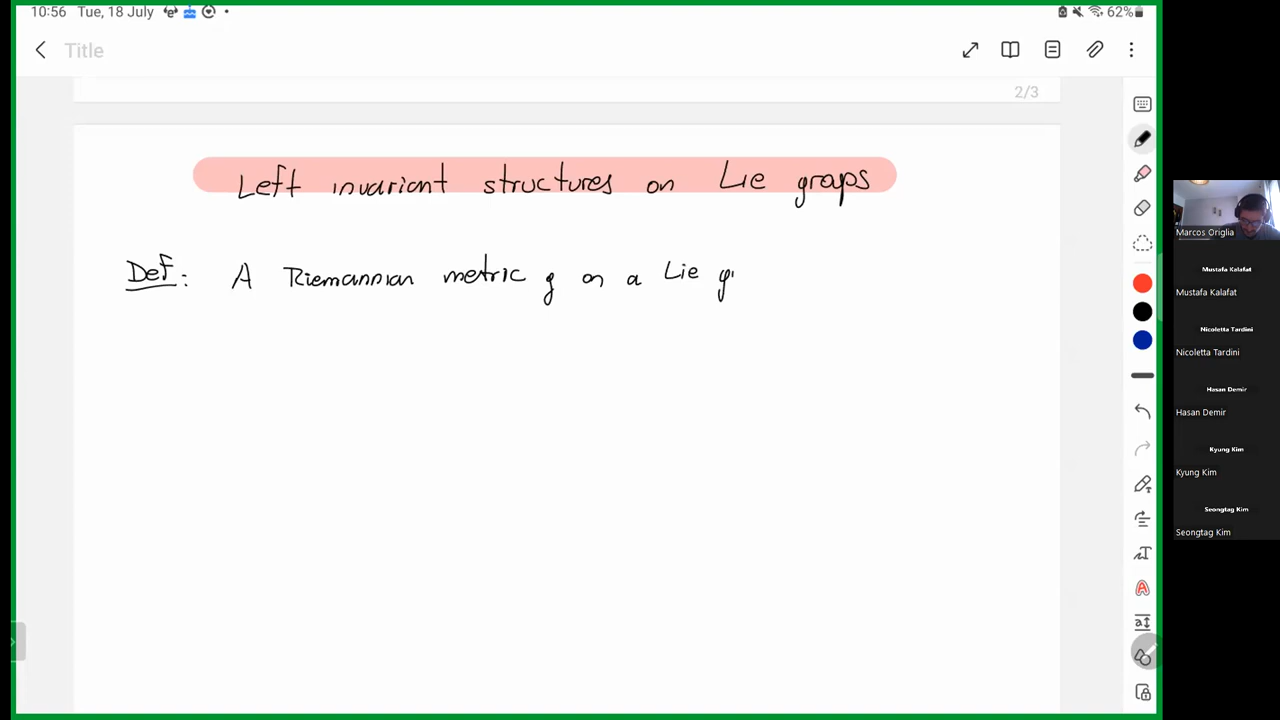 10:56 Tue, 18 July
62%
Title
2/3
Left invariant structures on Lie graps
Def: A Riemannian metric g on a Lie gr
Marcos Origlia
Mustafa Kalafat
Mustafa Kalafat
Nicoletta Tardini
Nicoletta Tardini
Hasan Demir
Hasan Demir
Kyung Kim
Kyung Kim
Seongtag Kim
Seongtag Kim